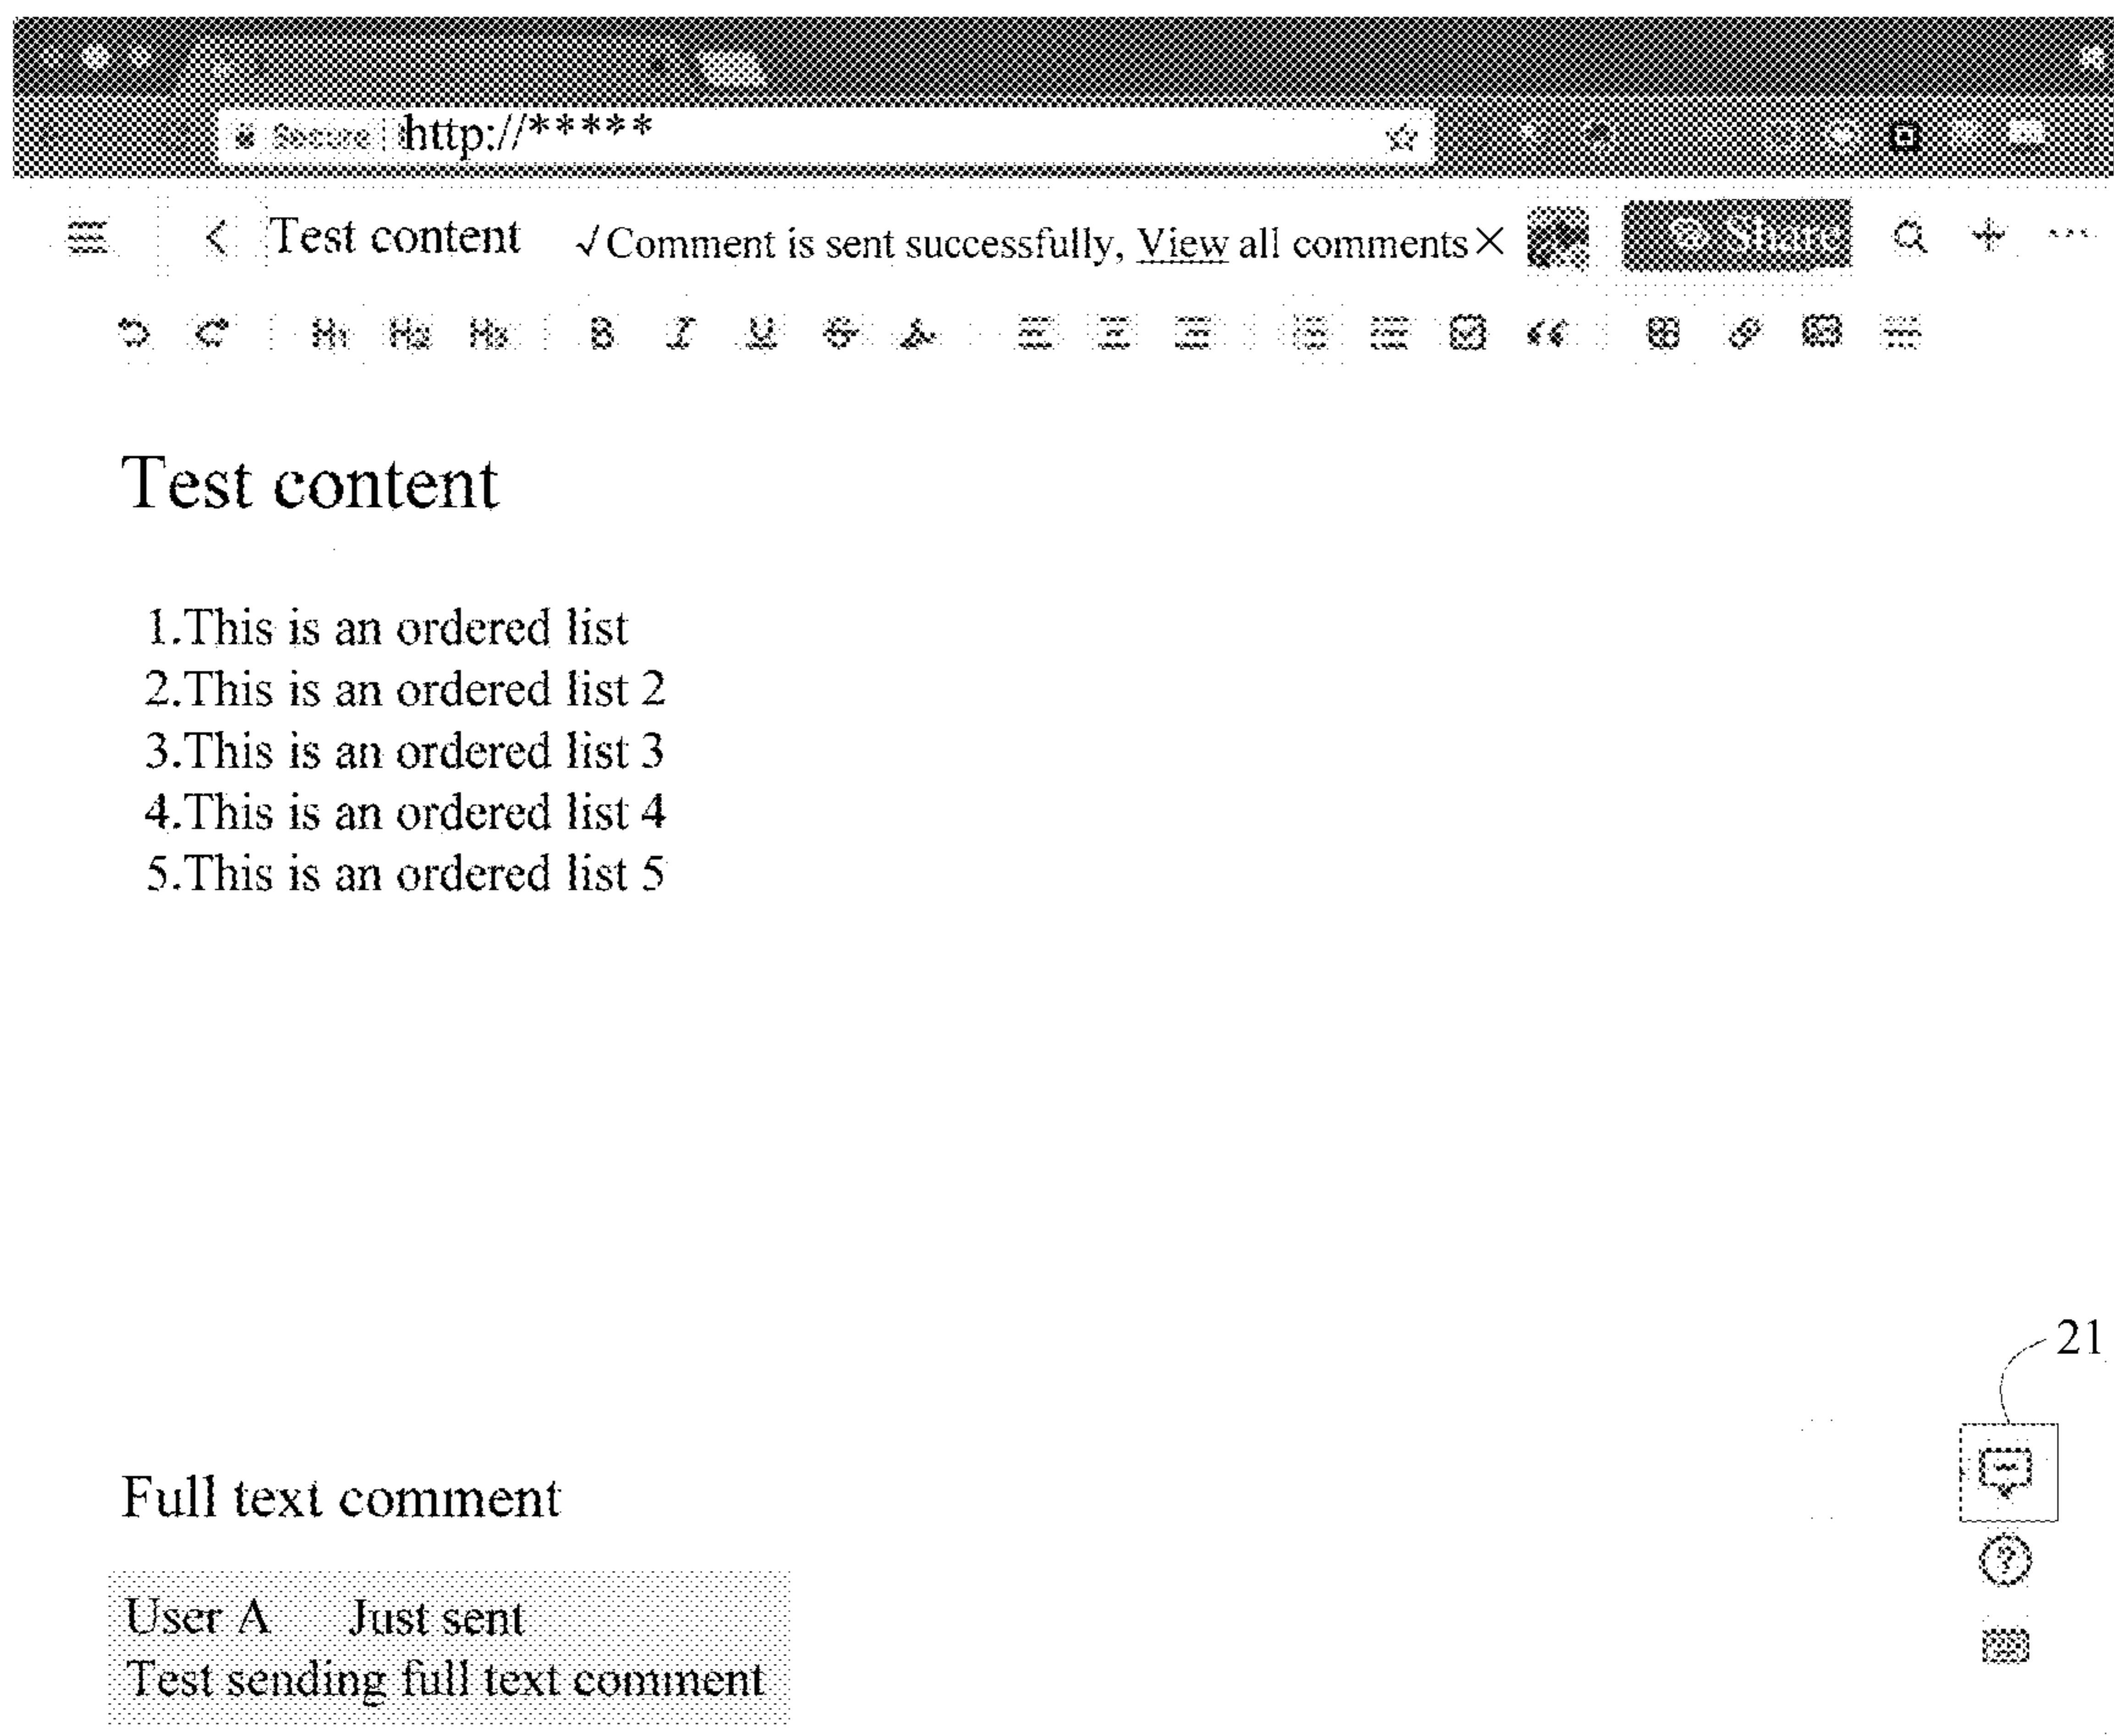 Secure http://*****
Test content √Comment is sent successfully, View all comments× Share
H1 H2 H3 B I U S A
Test content
1.This is an ordered list
2.This is an ordered list 2
3.This is an ordered list 3
4.This is an ordered list 4
5.This is an ordered list 5
21
Full text comment
User A Just sent
Test sending full text comment